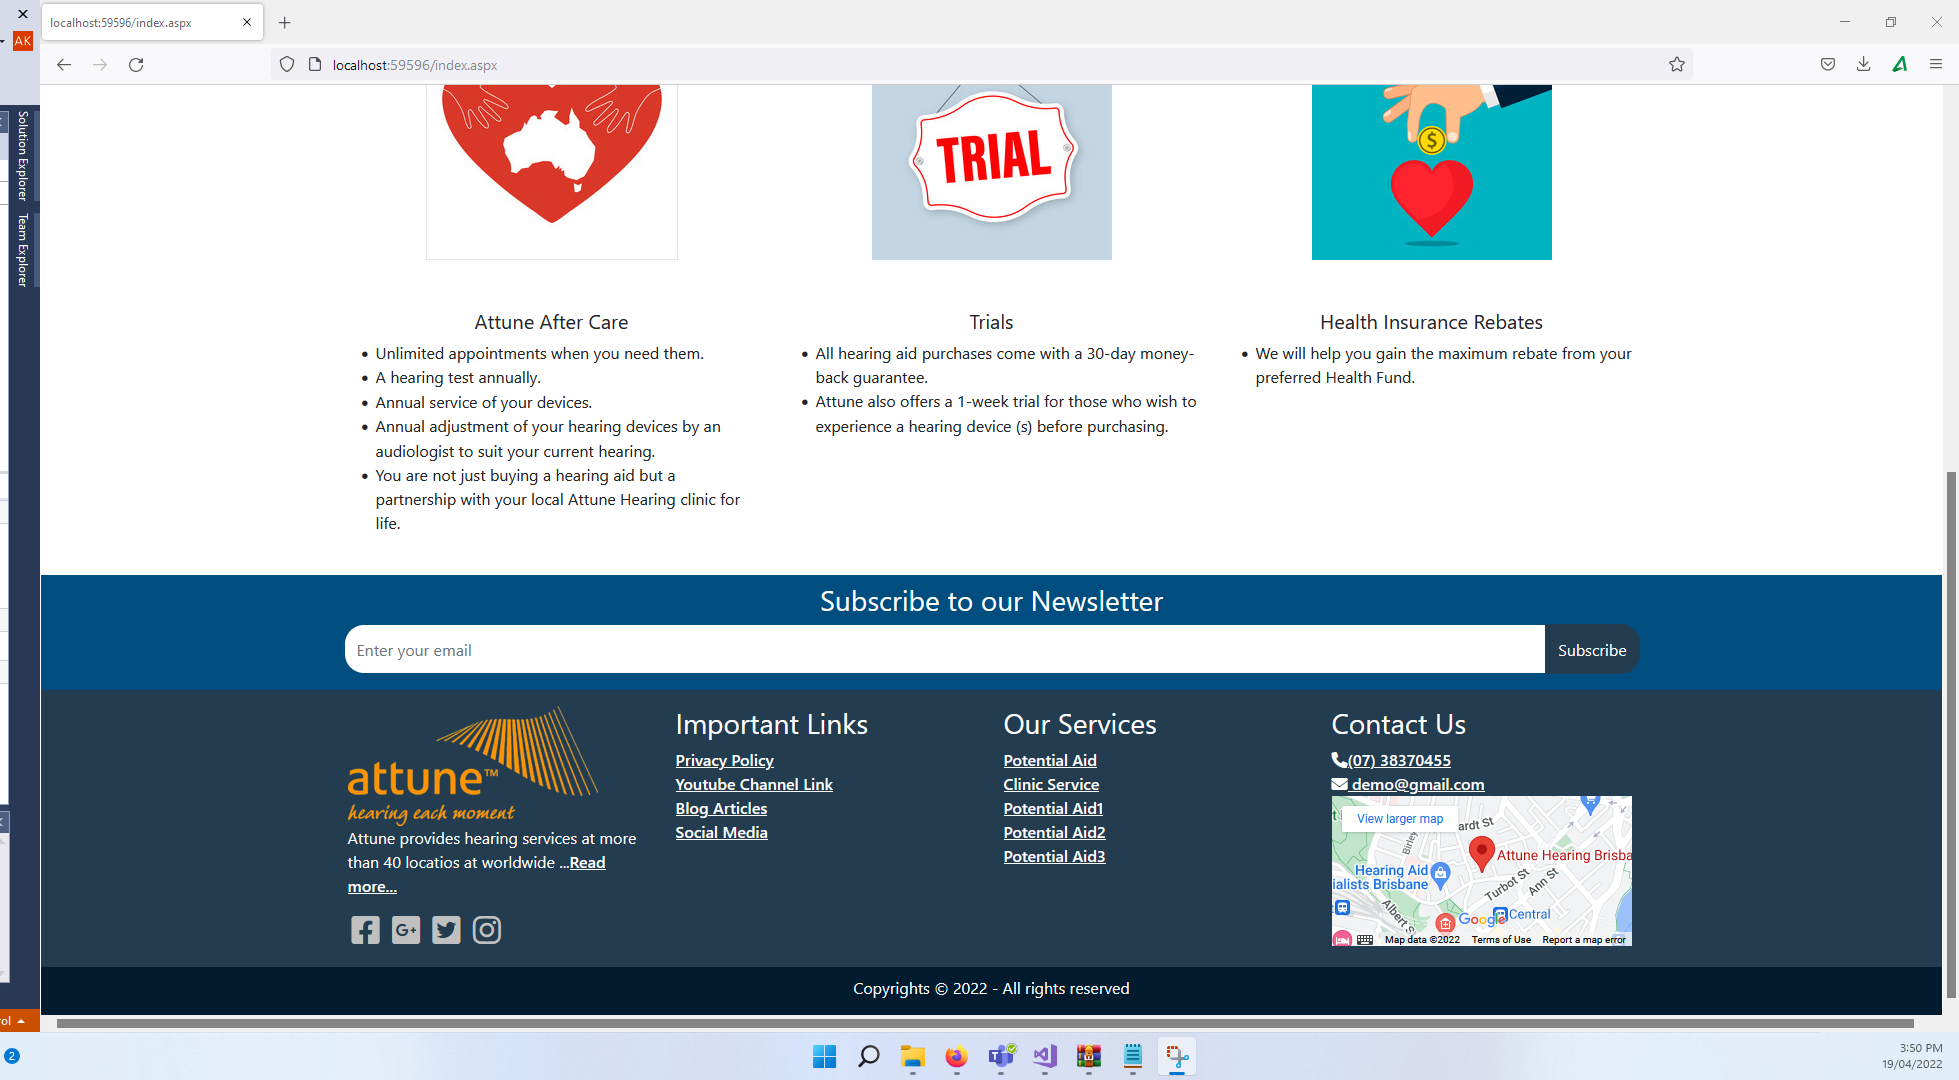 localhost:59596/index.aspx
AK
localhost:59596/index.aspx
Solution Explorer
Team Explorer
TRIAL
$
Attune After Care
Unlimited appointments when you need them.
A hearing test annually.
Annual service of your devices.
Annual adjustment of your hearing devices by an
audiologist to suit your current hearing.
You are not just buying a hearing aid but a
partnership with your local Attune Hearing clinic for
life.
Trials
All hearing aid purchases come with a 30-day money-
back guarantee.
Attune also offers a 1-week trial for those who wish to
experience a hearing device (s) before purchasing.
Health Insurance Rebates
We will help you gain the maximum rebate from your
preferred Health Fund.
Subscribe to our Newsletter
Enter your email
Subscribe
attune™
hearing each moment
Attune provides hearing services at more
than 40 locatios at worldwide ...Read
more...
G+
Important Links
Privacy Policy
Youtube Channel Link
Blog Articles
Social Media
Our Services
Potential Aid
Clinic Service
Potential Aid1
Potential Aid2
Potential Aid3
Contact Us
(07) 38370455
demo@gmail.com
View larger map
ardt St
Birley
Attune Hearing Brisba
Hearing Aid
ialists Brisbane
Turbot St
Ann St
Albert S
Google
Central
Map data ©2022
Terms of Use
Report a map error
Copyrights © 2022 - All rights reserved
rol
2
3:50 PM
19/04/2022